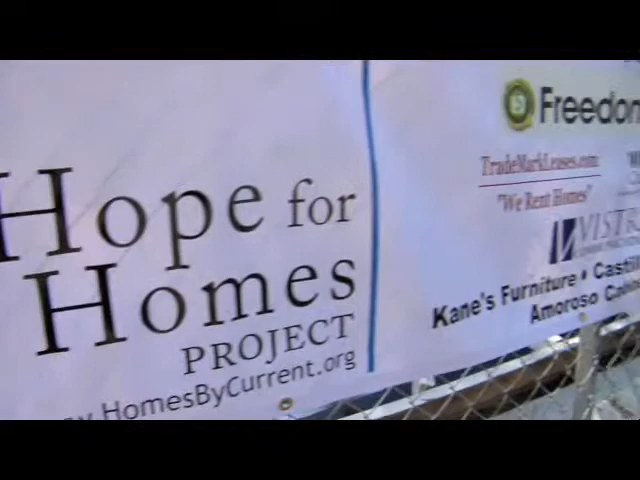 Hope for
Homes
PROJECT
HomesByCurrent.org
Freedom
TradeMarkLeases.com
"We Rent Homes"
Kane's Furniture •
Amoroso